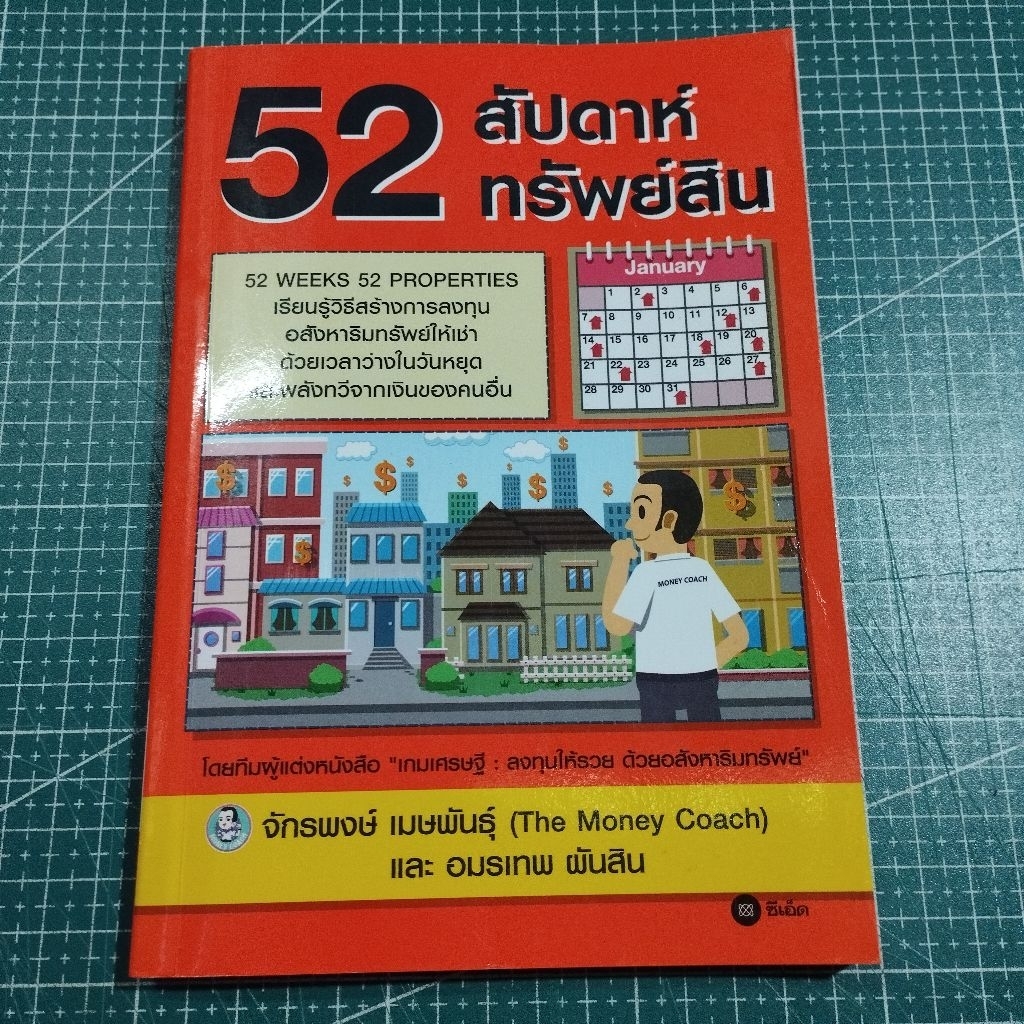 52 สัปดาห์
ทรัพย์สิน
52 WEEKS 52 PROPERTIES
เรียนรู้วิธีสร้างการลงทุน
อสังหาริมทรัพย์ให้เช่า
ด้วยเวลาว่างในวันหยุด
และพลังทวีจากเงินของคนอื่น
January
1 2 3 4 5 6
7 8 9 10 11 12 13
14 15 16 17 18 19 20
21 22 23 24 25 26 27
28 29 30 31
MONEY COACH
โดยทีมผู้แต่งหนังสือ "เกมเศรษฐี : ลงทุนให้รวย ด้วยอสังหาริมทรัพย์"
จักรพงษ์ เมษพันธุ์ (The Money Coach)
และ อมรเทพ ผันสิน
ซีเอ็ด